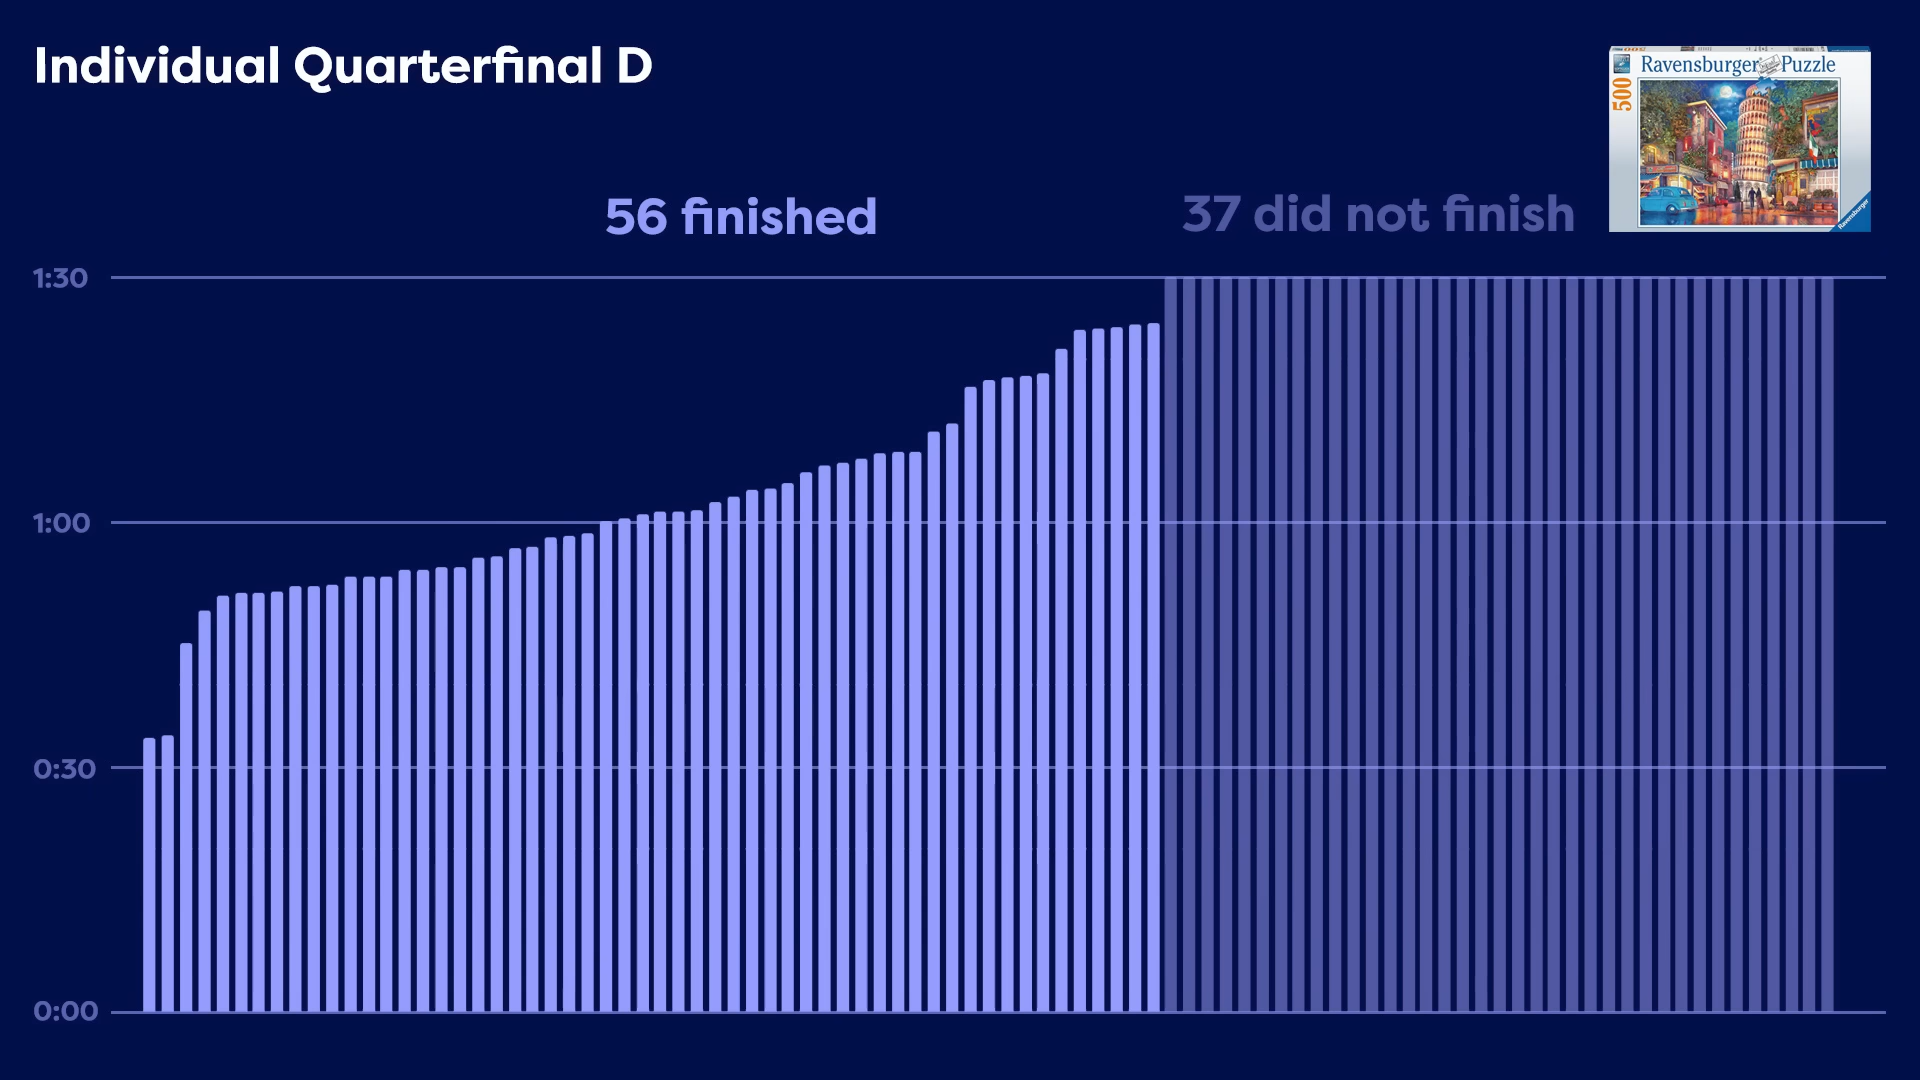 Individual Quarterfinal D
Ravensburger Puzzle
500
56 finished
37 did not finish
Ravensburger
1:30
1:00
0:30
0:00